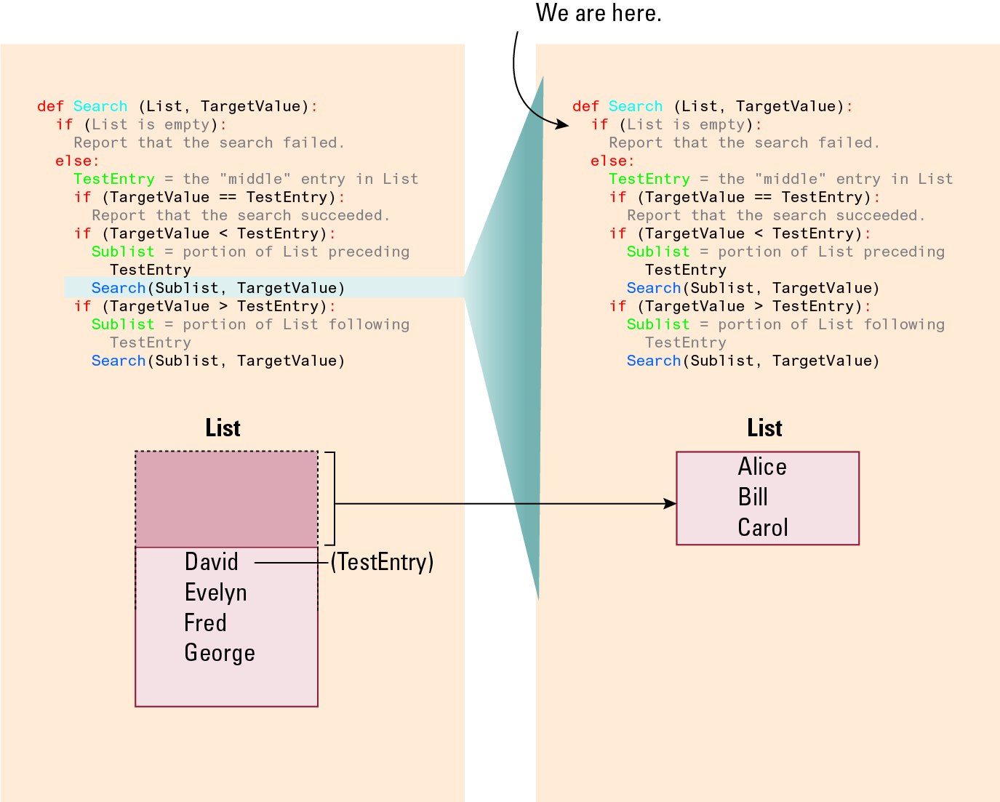 We are here.
def Search (List, TargetValue):
if (List is empty):
Report that the search failed.
else:
TestEntry = the "middle" entry in List
if (TargetValue == TestEntry):
Report that the search succeeded.
if (TargetValue < TestEntry):
Sublist = portion of List preceding
TestEntry
Search(Sublist, TargetValue)
if (TargetValue > TestEntry):
Sublist = portion of List following
TestEntry
Search(Sublist, TargetValue)
List
David
(TestEntry)
Evelyn
Fred
George
def Search (List, TargetValue):
if (List is empty):
Report that the search failed.
else:
TestEntry = the "middle" entry in List
if (TargetValue == TestEntry):
Report that the search succeeded.
if (TargetValue < TestEntry):
Sublist = portion of List preceding
TestEntry
Search(Sublist, TargetValue)
if (TargetValue > TestEntry):
Sublist = portion of List following
TestEntry
Search(Sublist, TargetValue)
List
Alice
Bill
Carol